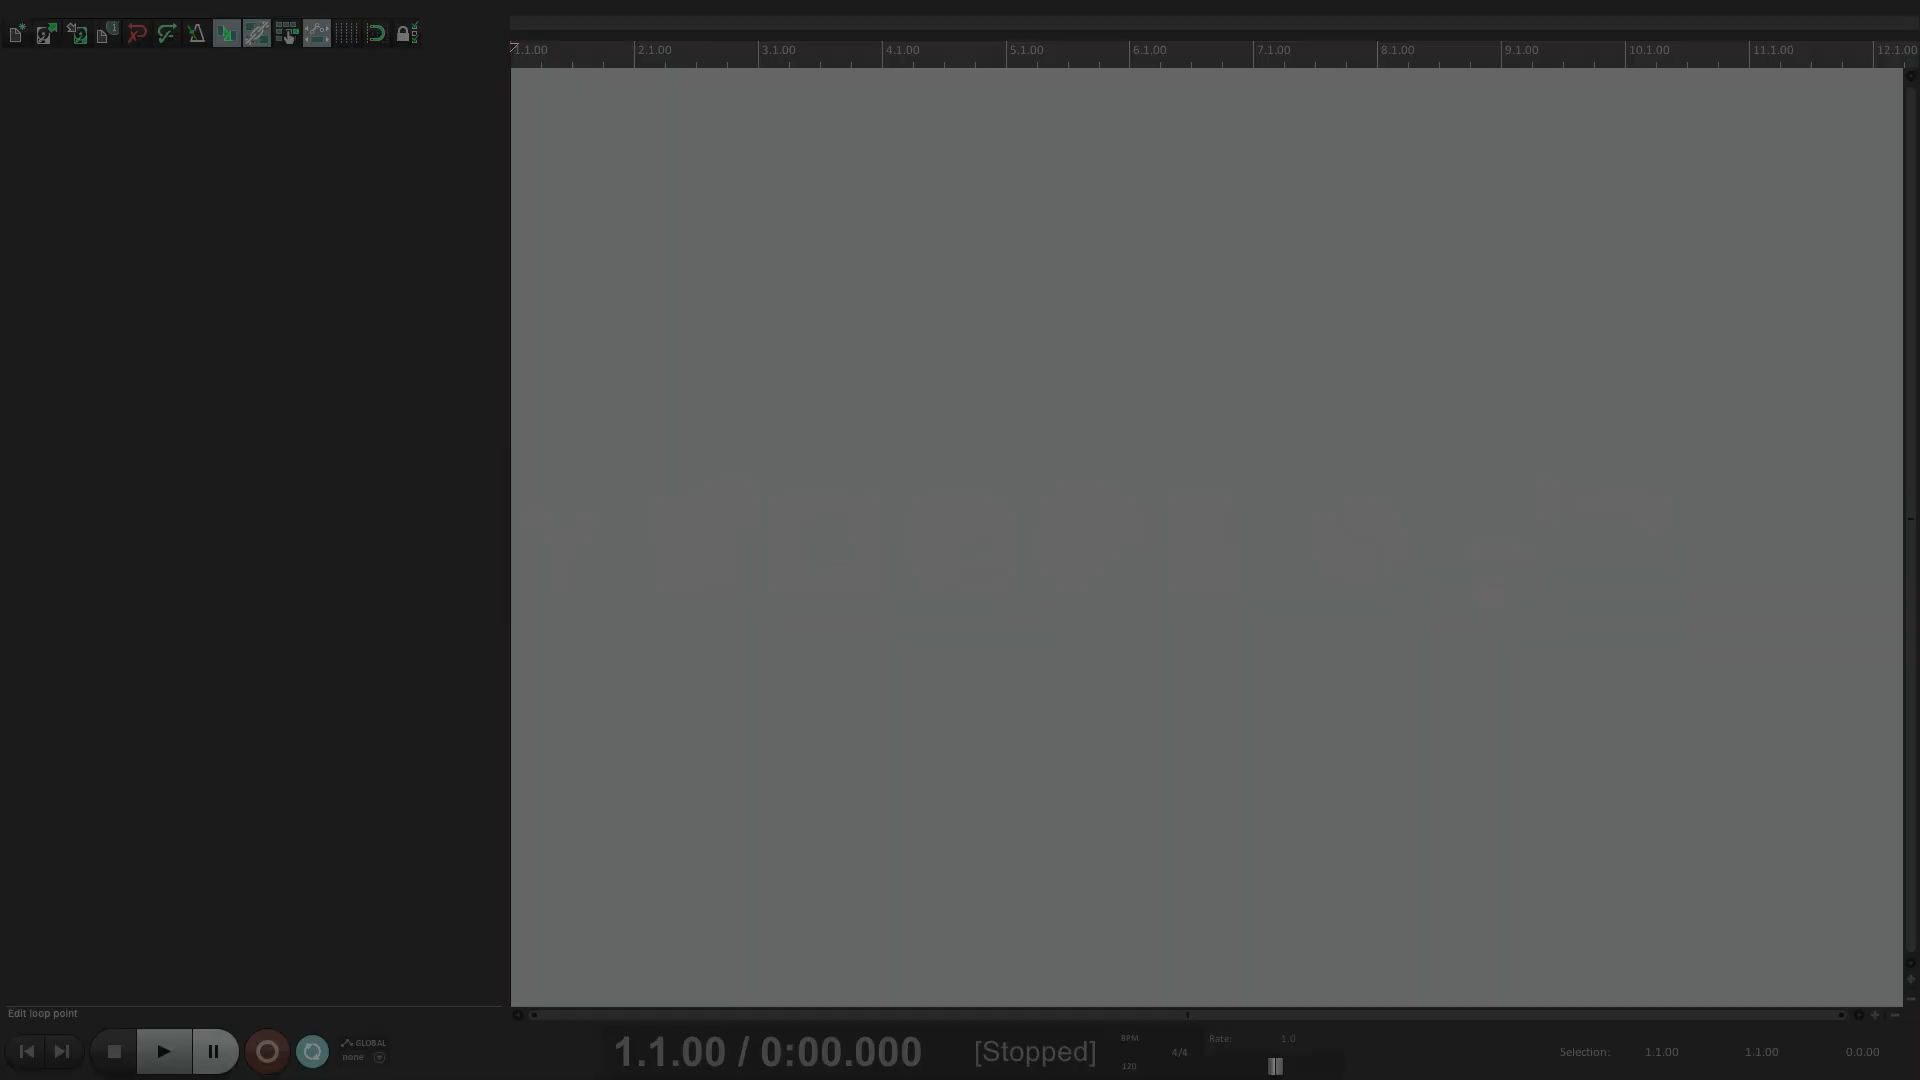 1.1.00 2.1.00 3.1.00 4.1.00 5.1.00 6.1.00 7.1.00 8.1.00 9.1.00 10.1.00 11.1.00 12.1.00
Edit loop point
GLOBAL
none
1.1.00 / 0:00.000 [Stopped]
BPM
120
4/4
Rate: 1.0
Selection: 1.1.00 1.1.00 0.0.00